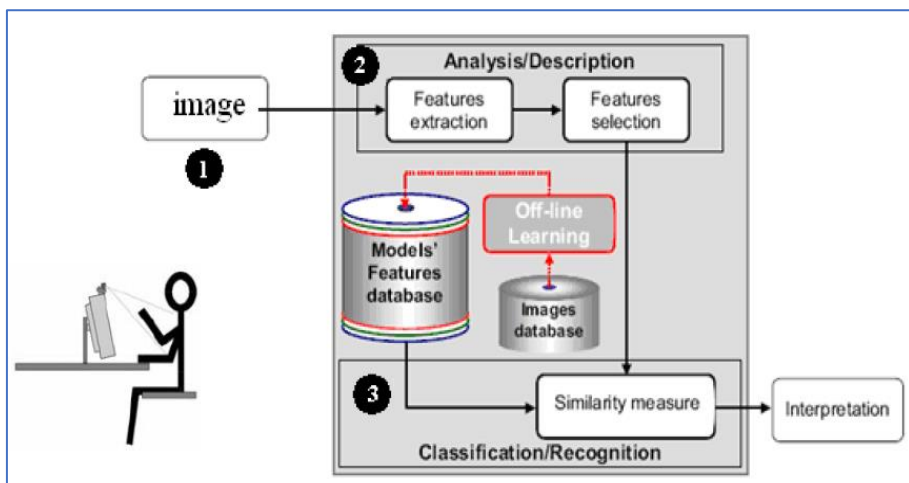 2
Analysis/Description
image
Features
extraction
Features
selection
1
Off-line
Learning
Models'
Features
database
Images
database
3
Similarity measure
Interpretation
Classification/Recognition